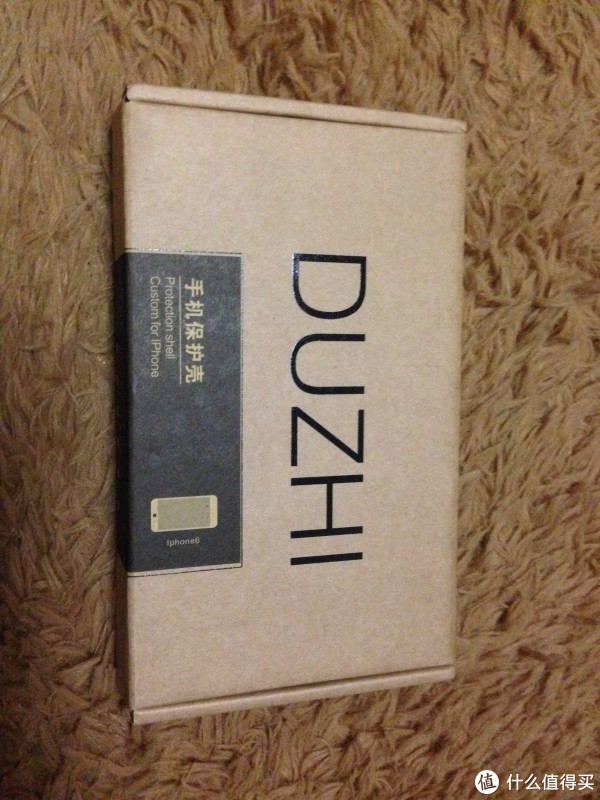 DUZHI
手机保护壳
Protection shell
Custom for iPhone
Iphone6
值 什么值得买